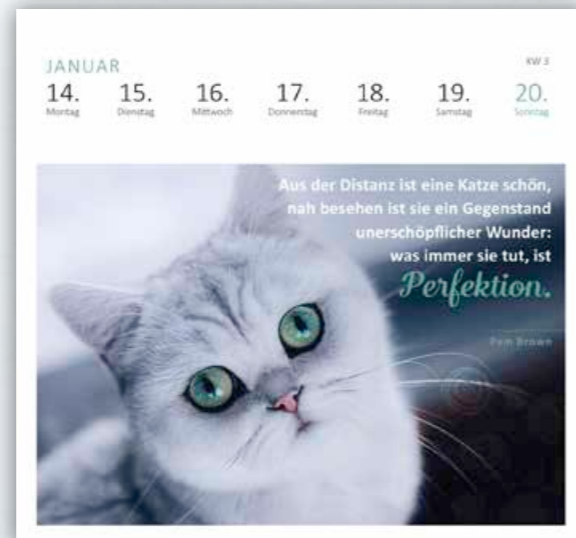 JANUAR
KW 3
14. 15. 16. 17. 18. 19. 20.
Montag Dienstag Mittwoch Donnerstag Freitag Samstag Sonntag
Aus der Distanz ist eine Katze schön,
nah besehen ist sie ein Gegenstand
unerschöpflicher Wunder:
was immer sie tut, ist
Perfektion.
Pam Brown